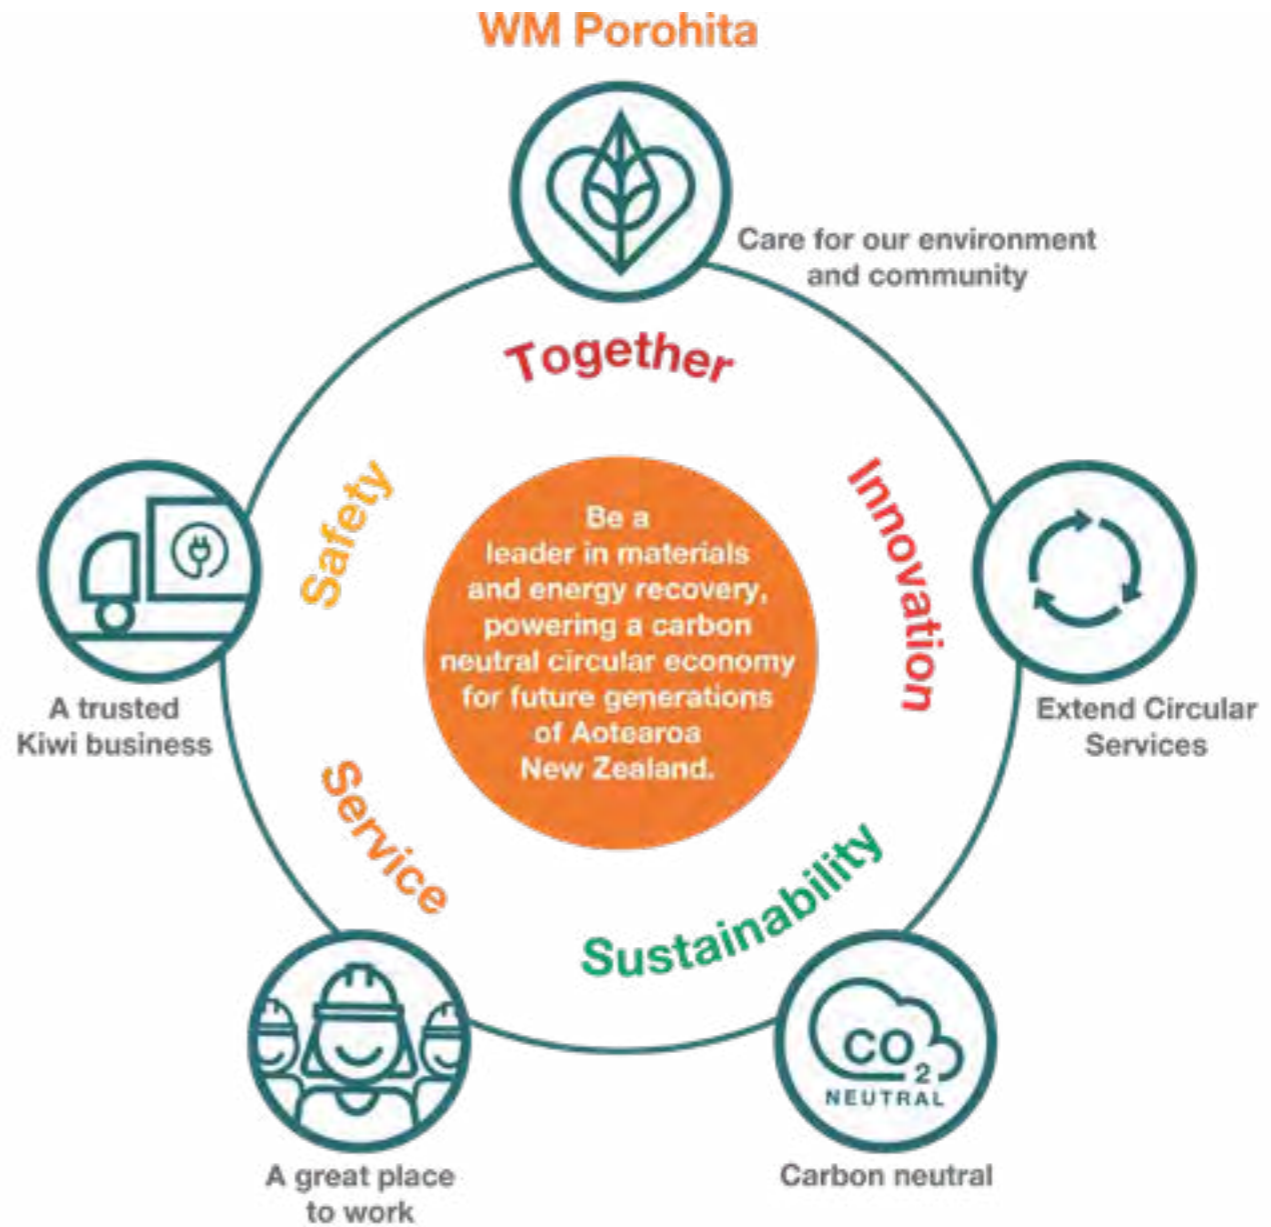 WM Porohita
Care for our environment
and community
Together
Safety
Innovation
Be a
leader in materials
and energy recovery,
powering a carbon
neutral circular economy
for future generations
of Aotearoa
New Zealand.
A trusted
Kiwi business
Extend Circular
Services
Service
Sustainability
CO2
NEUTRAL
A great place
to work
Carbon neutral